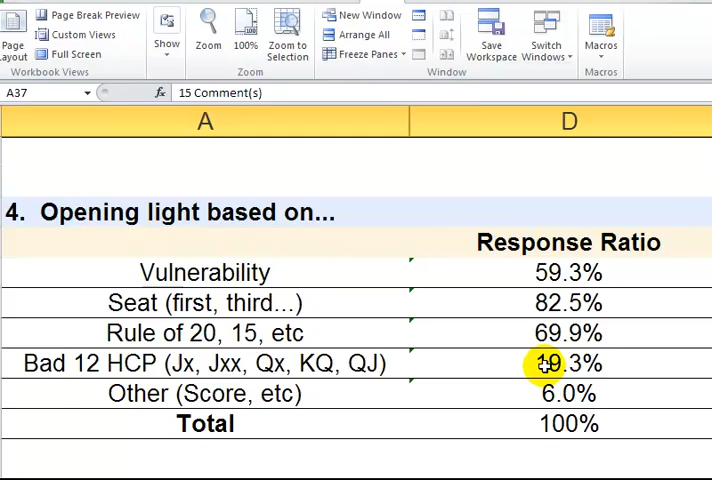 Page Break Preview
Custom Views
Full Screen
Page
Layout
Workbook Views
Show
Zoom
100%
Zoom to
Selection
Zoom
New Window
Arrange All
Freeze Panes
Window
Save
Workspace
Switch
Windows
Macros
Macros
A37
fx
15 Comment(s)
A D
4. Opening light based on...
Response Ratio
Vulnerability 59.3%
Seat (first, third...) 82.5%
Rule of 20, 15, etc 69.9%
Bad 12 HCP (Jx, Jxx, Qx, KQ, QJ) 19.3%
Other (Score, etc) 6.0%
Total 100%